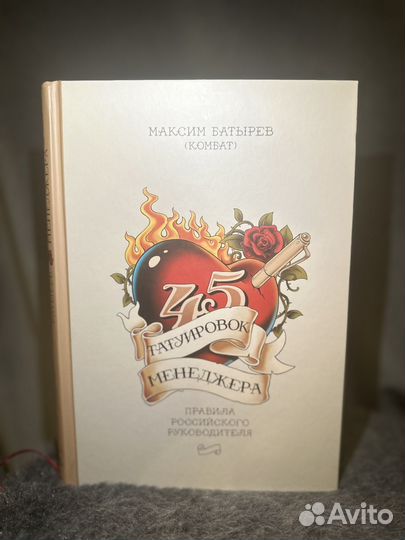 МАКСИМ БАТЫРЕВ
(КОМБАТ)
45
ТАТУИРОВОК
МЕНЕДЖЕРА
ПРАВИЛА
РОССИЙСКОГО
РУКОВОДИТЕЛЯ
Avito